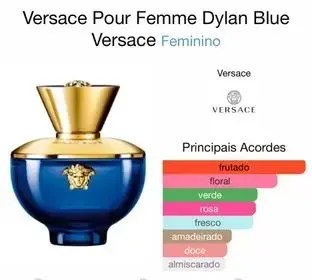 Versace Pour Femme Dylan Blue
Versace Feminino
Versace
VERSACE
Principais Acordes
frutado
floral
verde
rosa
fresco
amadeirado
doce
almiscarado